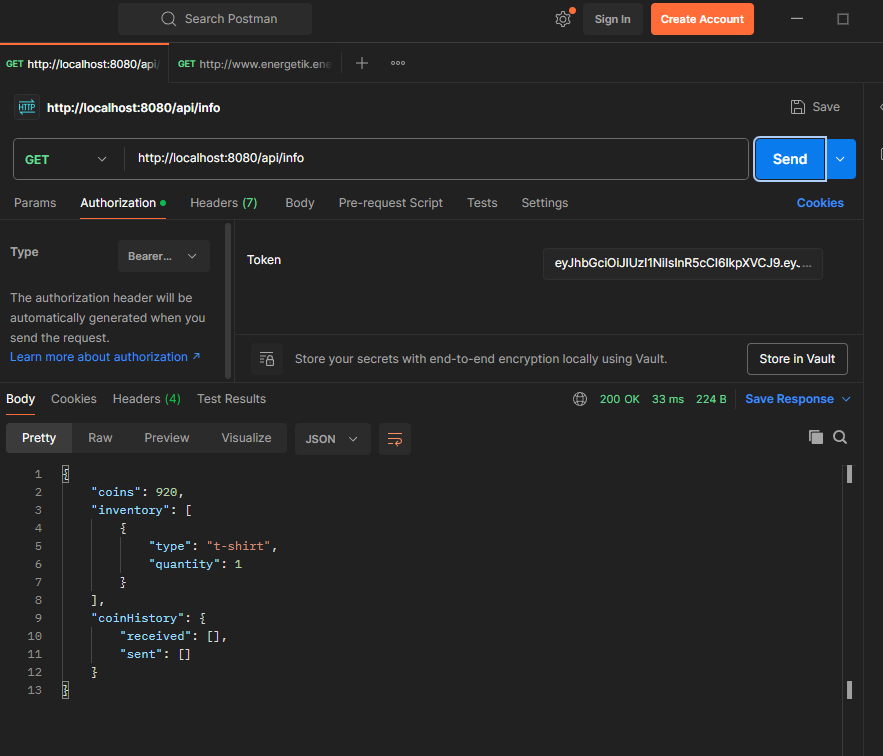 Search Postman
Sign In
Create Account
GET http://localhost:8080/api/
GET http://www.energetik.ene
HTTP http://localhost:8080/api/info
Save
GET http://localhost:8080/api/info
Send
Params Authorization Headers (7) Body Pre-request Script Tests Settings Cookies
Type Bearer...
The authorization header will be
automatically generated when you
send the request.
Learn more about authorization ↗
Token eyJhbGciOiJIUzI1NiIsInR5cCI6IkpXVCJ9.eyJ...
Store your secrets with end-to-end encryption locally using Vault. Store in Vault
Body Cookies Headers (4) Test Results 200 OK 33 ms 224 B Save Response
Pretty Raw Preview Visualize JSON
1 {
2 "coins": 920,
3 "inventory": [
4 {
5 "type": "t-shirt",
6 "quantity": 1
7 }
8 ],
9 "coinHistory": {
10 "received": [],
11 "sent": []
12 }
13 }